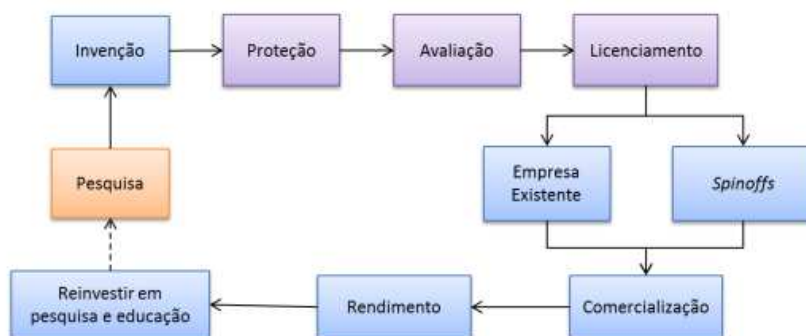 Invenção
Proteção
Avaliação
Licenciamento
Pesquisa
Empresa
Existente
Spinoffs
Reinvestir em
pesquisa e educação
Rendimento
Comercialização